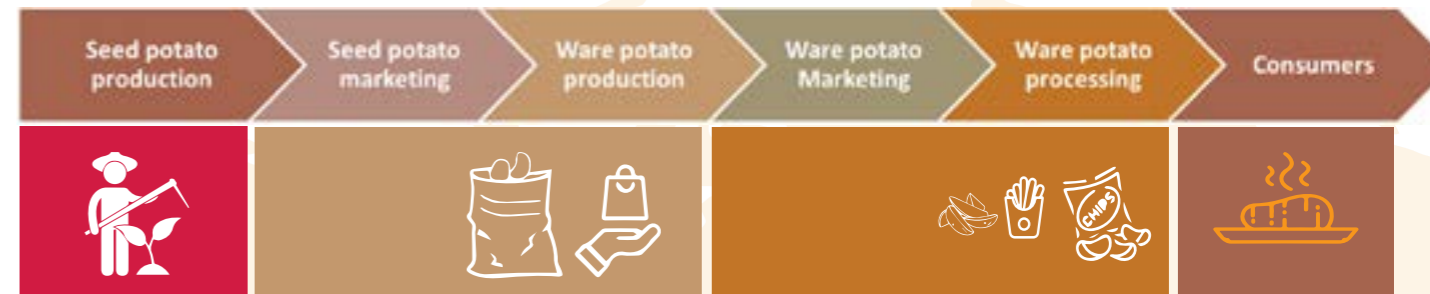 Seed potato
production
Seed potato
marketing
Ware potato
production
Ware potato
Marketing
Ware potato
processing
Consumers
CHIPS